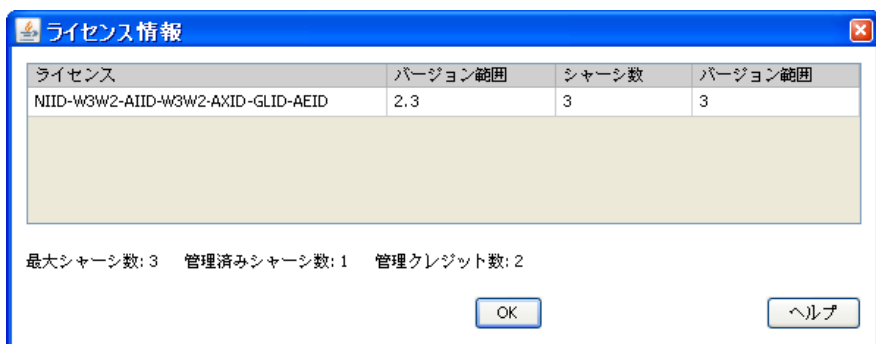 ライセンス情報
ライセンス バージョン範囲 シャーシ数 バージョン範囲
NIID-W3W2-AIID-W3W2-AXID-GLID-AEID 2.3 3 3
最大シャーシ数: 3 管理済みシャーシ数: 1 管理クレジット数: 2
OK ヘルプ